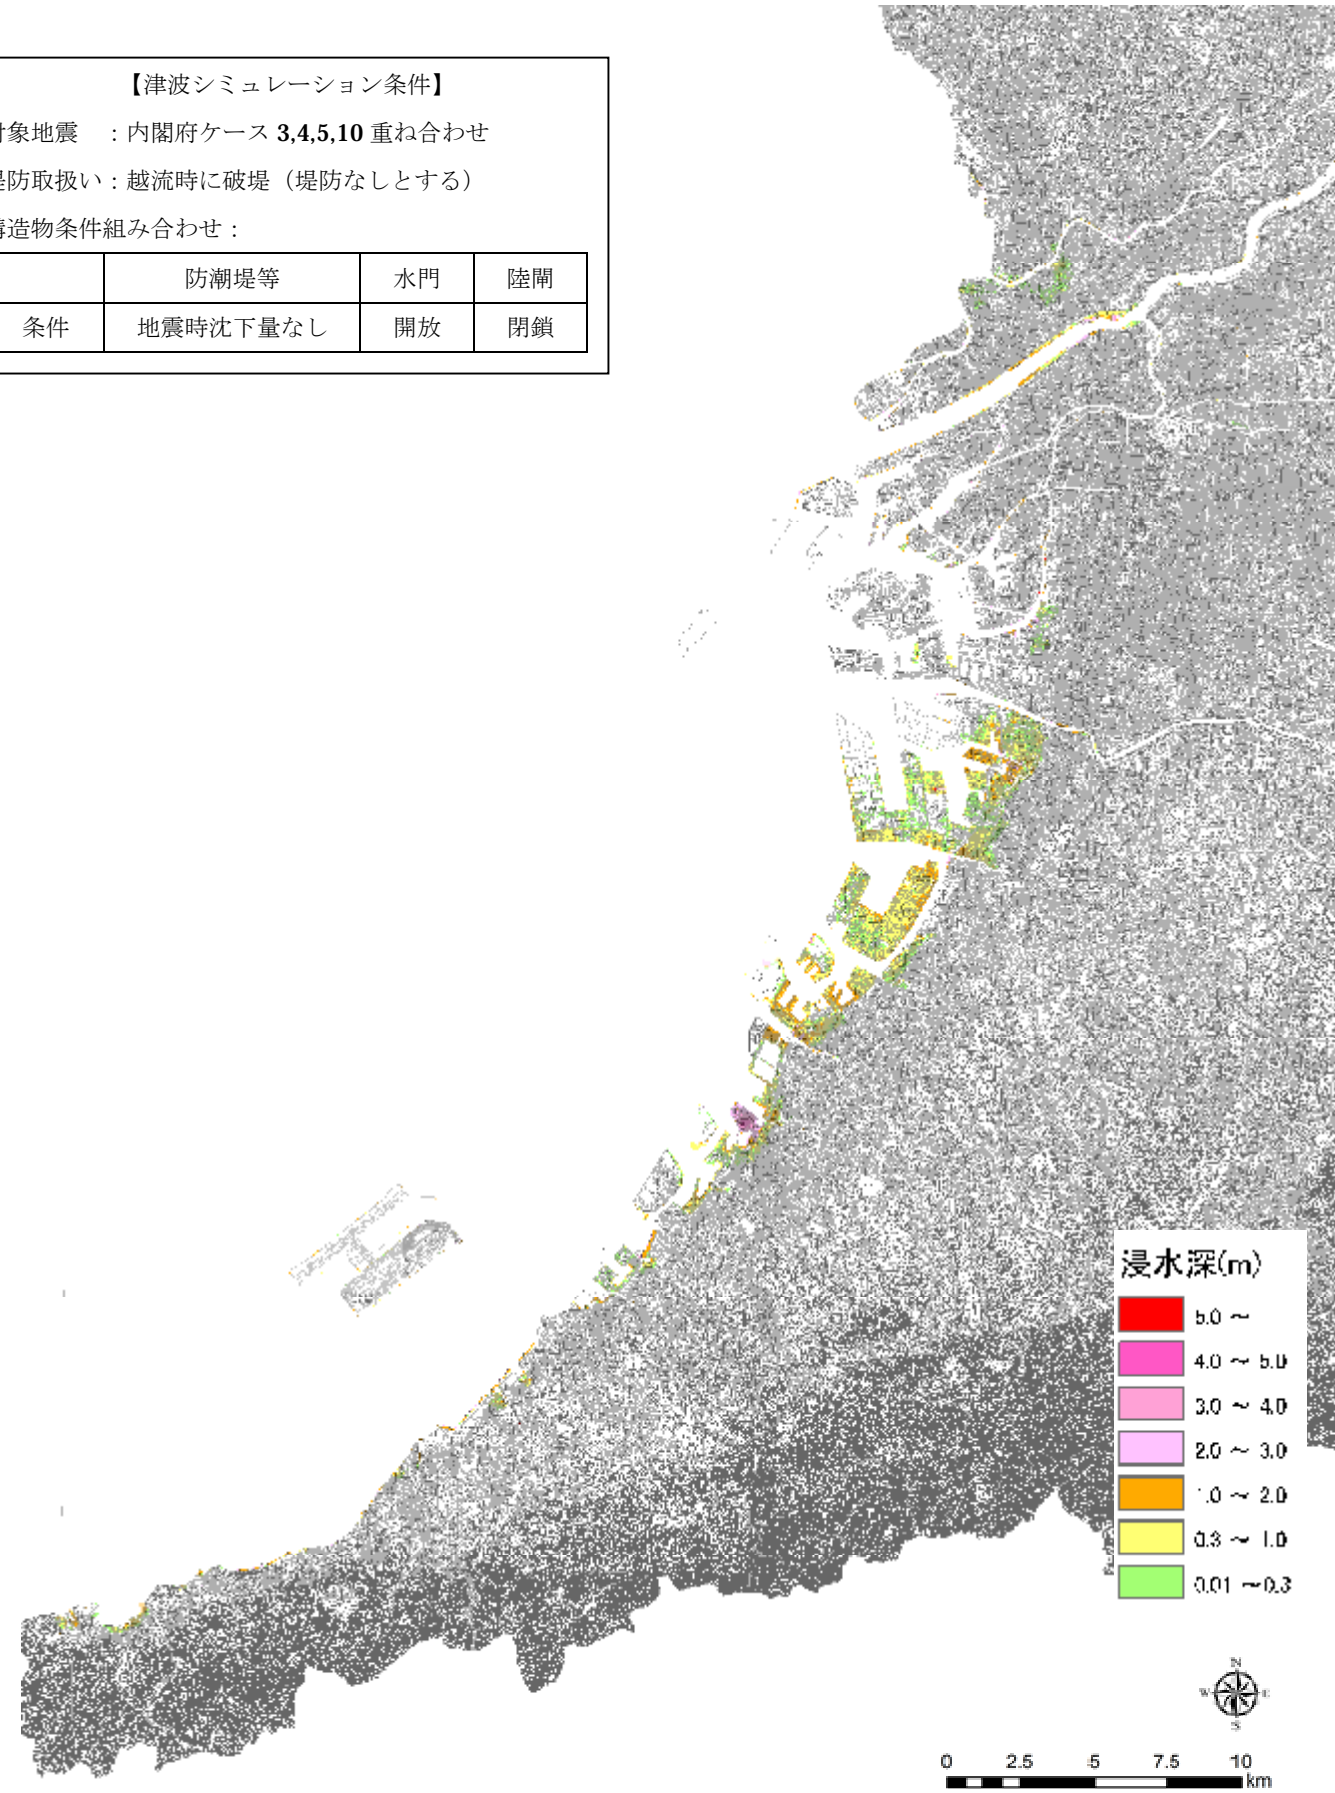 【津波シミュレーション条件】
対象地震 : 内閣府ケース 3,4,5,10 重ね合わせ
堤防取扱い : 越流時に破堤（堤防なしとする）
構造物条件組み合わせ :
防潮堤等 水門 陸閘
条件 地震時沈下量なし 開放 閉鎖
浸水深(m)
5.0 ～
4.0 ～ 5.0
3.0 ～ 4.0
2.0 ～ 3.0
1.0 ～ 2.0
0.3 ～ 1.0
0.01 ～0.3
N
W E
S
0 2.5 5 7.5 10
km